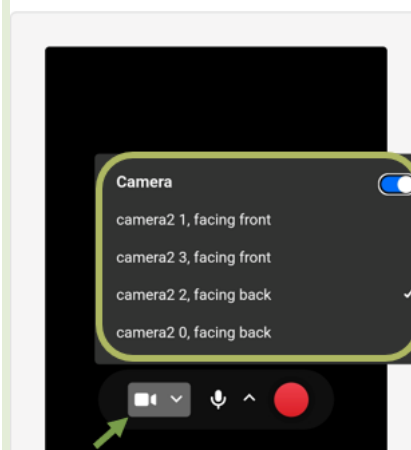 Camera
camera2 1, facing front
camera2 3, facing front
camera2 2, facing back
camera2 0, facing back